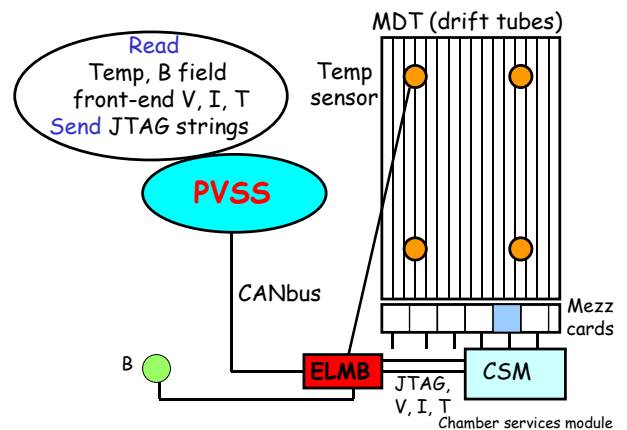 MDT (drift tubes)
Read
Temp, B field
front-end V, I, T
Send JTAG strings
Temp
sensor
PVSS
CANbus
Mezz
cards
B
ELMB
CSM
JTAG,
V, I, T
Chamber services module